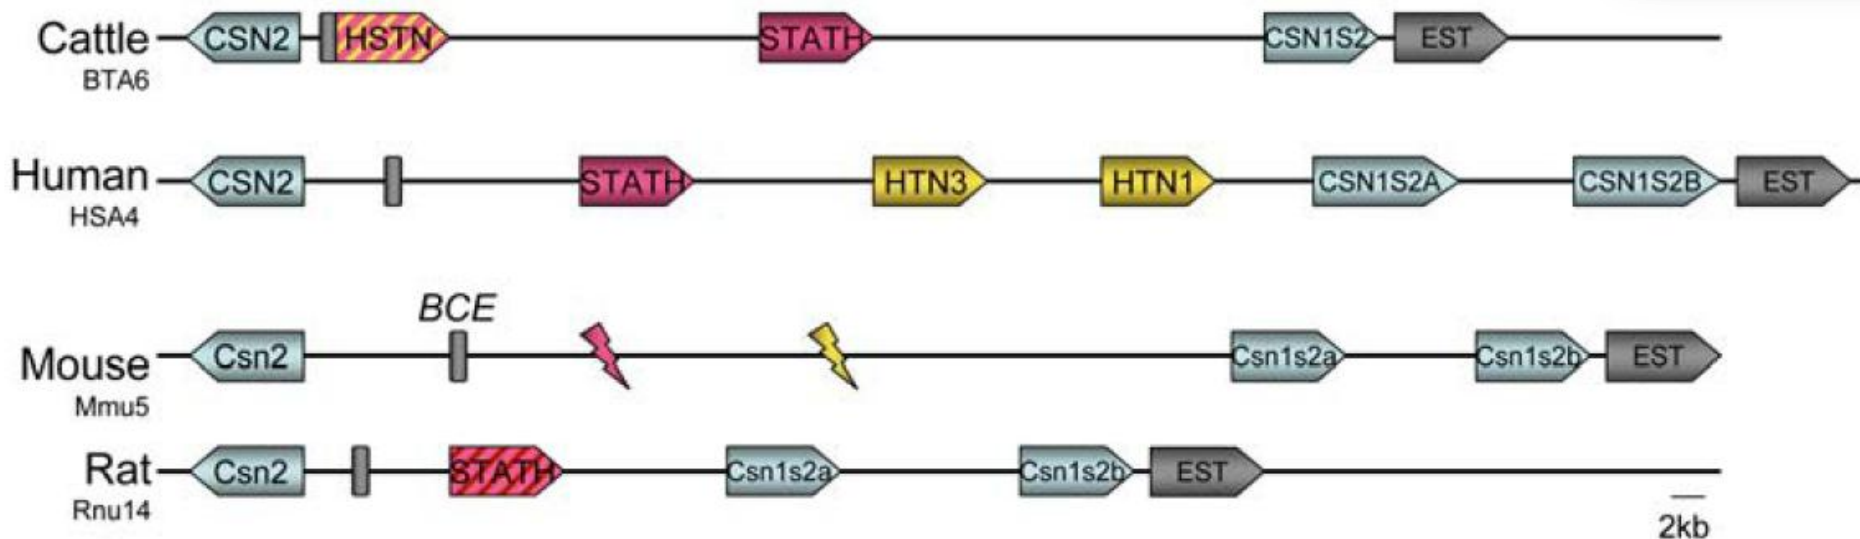 Cattle CSN2 HSTN STATH CSN1S2 EST
BTA6
Human CSN2 STATH HTN3 HTN1 CSN1S2A CSN1S2B EST
HSA4
BCE
Mouse Csn2 Csn1s2a Csn1s2b EST
Mmu5
Rat Csn2 STATH Csn1s2a Csn1s2b EST
Rnu14
2kb